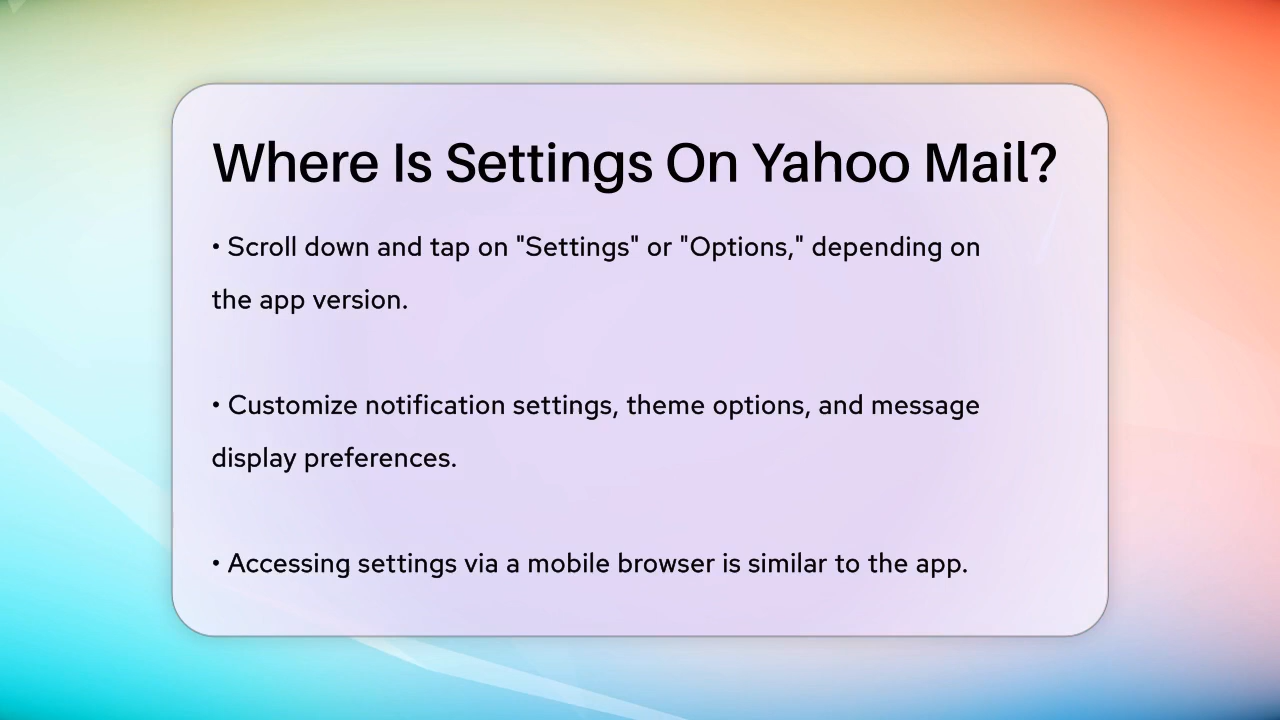 Where Is Settings On Yahoo Mail?
• Scroll down and tap on "Settings" or "Options," depending on
the app version.
• Customize notification settings, theme options, and message
display preferences.
• Accessing settings via a mobile browser is similar to the app.